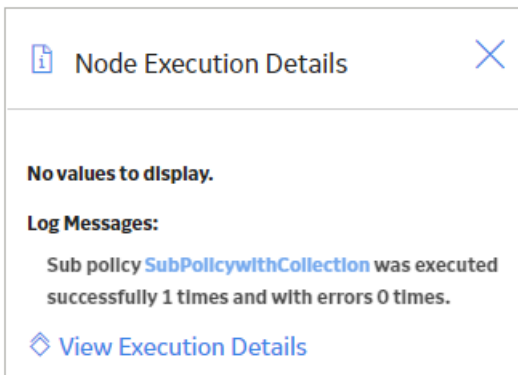 Node Execution Details
No values to display.
Log Messages:
Sub policy SubPolicywithCollection was executed
successfully 1 times and with errors 0 times.
View Execution Details